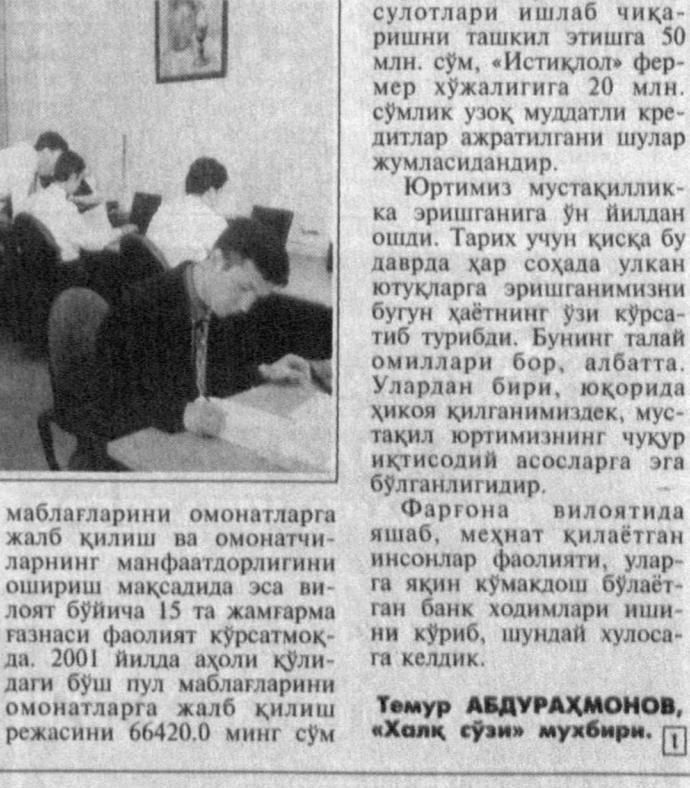 маблағларини омонатларга
жалб қилиш ва омонатчи-
ларнинг манфаатдорлигини
ошириш мақсадида эса ви-
лоят бўйича 15 та жамғарма
ғазнаси фаолият кўрсатмоқ-
да. 2001 йилда аҳоли қўли-
даги бўш пул маблағларини
омонатларга жалб қилиш
режасини 66420.0 минг сўм
сулотлари ишлаб чиқа-
ришни ташкил этишга 50
млн. сўм, «Истиқлол» фер-
мер хўжалигига 20 млн.
сўмлик узоқ муддатли кре-
дитлар ажратилгани шулар
жумласидандир.
Юртимиз мустақиллик-
ка эришганига ўн йилдан
ошди. Тарих учун қисқа бу
даврда ҳар соҳада улкан
ютуқларга эришганимизни
бугун ҳаётнинг ўзи кўрса-
тиб турибди. Бунинг талай
омиллари бор, албатта.
Улардан бири, юқорида
ҳикоя қилганимиздек, мус-
тақил юртимизнинг чуқур
иқтисодий асосларга эга
бўлганлигидир.
Фарғона вилоятида
яшаб, меҳнат қилаётган
инсонлар фаолияти, улар-
га яқин кўмакдош бўлаёт-
ган банк ходимлари иши-
ни кўриб, шундай хулоса-
га келдик.
Темур АБДУРАҲМОНОВ,
«Халқ сўзи» мухбири. 1